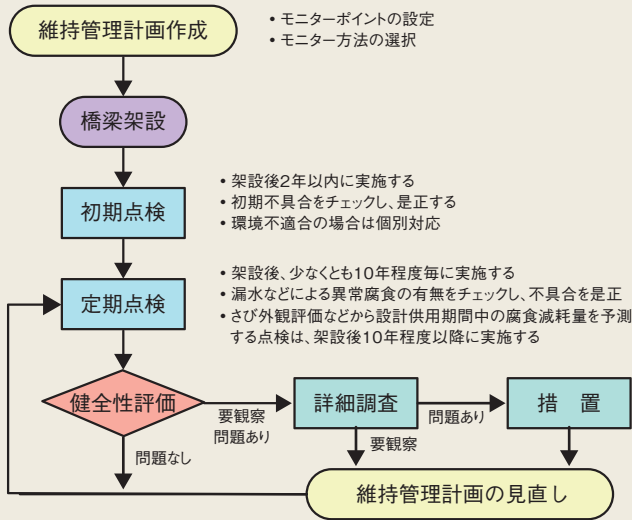 維持管理計画作成
• モニターポイントの設定
• モニター方法の選択
橋梁架設
初期点検
• 架設後2年以内に実施する
• 初期不具合をチェックし、是正する
• 環境不適合の場合は個別対応
定期点検
• 架設後、少なくとも10年程度毎に実施する
• 漏水などによる異常腐食の有無をチェックし、不具合を是正
• さび外観評価などから設計供用期間中の腐食減耗量を予測
する点検は、架設後10年程度以降に実施する
健全性評価
要観察
問題あり
詳細調査
問題あり
措　置
問題なし
要観察
維持管理計画の見直し